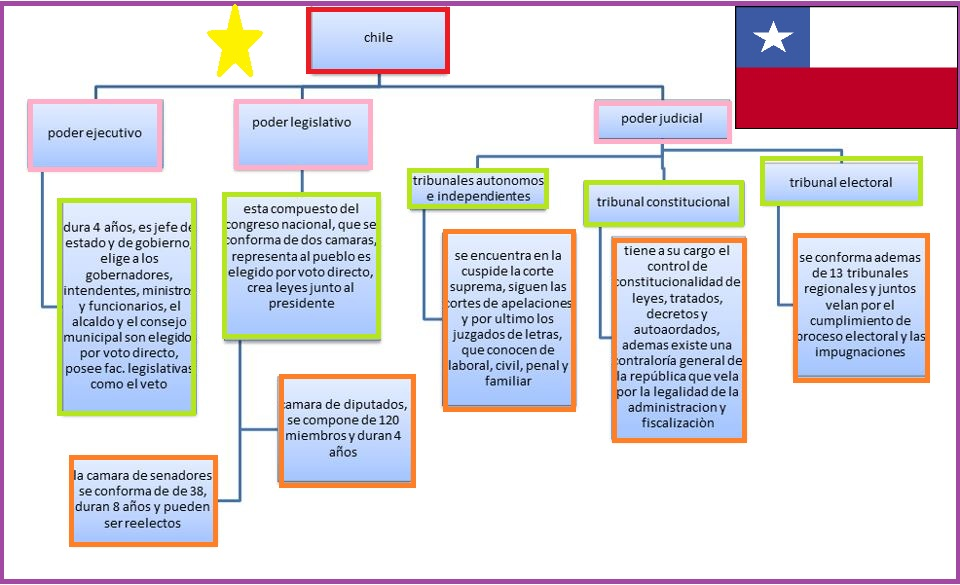 chile
poder ejecutivo
dura 4 años, es jefe de
estado y de gobierno,
elige a los
gobernadores,
intendentes, ministro
y funcionarios, el
alcaldo y el consejo
municipal son elegido
por voto directo,
posee fac. legislativas
como el veto
poder legislativo
esta compuesto del
congreso nacional, que se
conforma de dos camaras,
representa al pueblo es
elegido por voto directo,
crea leyes junto al
presidente
camara de diputados,
se compone de 120
miembros y duran 4
años
la camara de senadores
se conforma de de 38,
duran 8 años y pueden
ser reelectos
poder judicial
tribunales autonomos
e independientes
se encuentra en la
cuspide la corte
suprema, siguen las
cortes de apelaciones
y por ultimo los
juzgados de letras,
que conocen de
laboral, civil, penal y
familiar
tribunal constitucional
tiene a su cargo el
control de
constitucionalidad de
leyes, tratados,
decretos y
autoaordados,
ademas existe una
contraloría general de
la república que vela
por la legalidad de la
administracion y
fiscalizaciòn
tribunal electoral
se conforma ademas
de 13 tribunales
regionales y juntos
velan por el
cumplimiento de
proceso electoral y las
impugnaciones